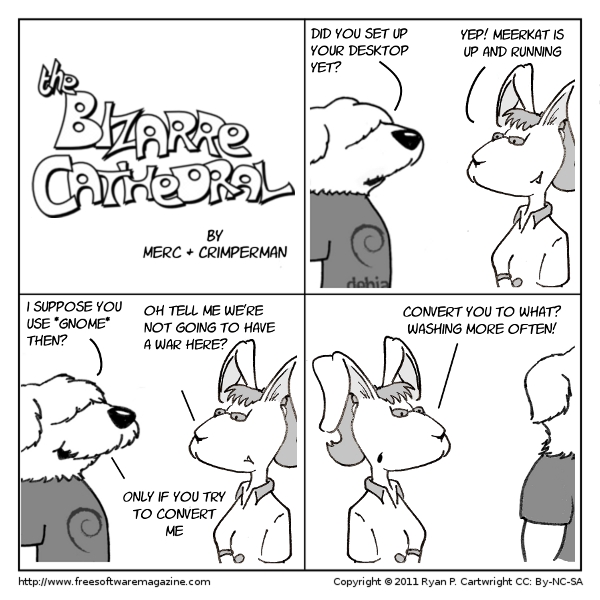 the
BIZARRE
CATHEDRAL
BY
MERC + CRIMPERMAN
DID YOU SET UP
YOUR DESKTOP
YET?
YEP! MEERKAT IS
UP AND RUNNING
debia
I SUPPOSE YOU
USE *GNOME*
THEN?
OH TELL ME WE'RE
NOT GOING TO HAVE
A WAR HERE?
ONLY IF YOU TRY
TO CONVERT
ME
CONVERT YOU TO WHAT?
WASHING MORE OFTEN!
http://www.freesoftwaremagazine.com
Copyright © 2011 Ryan P. Cartwright CC: By-NC-SA